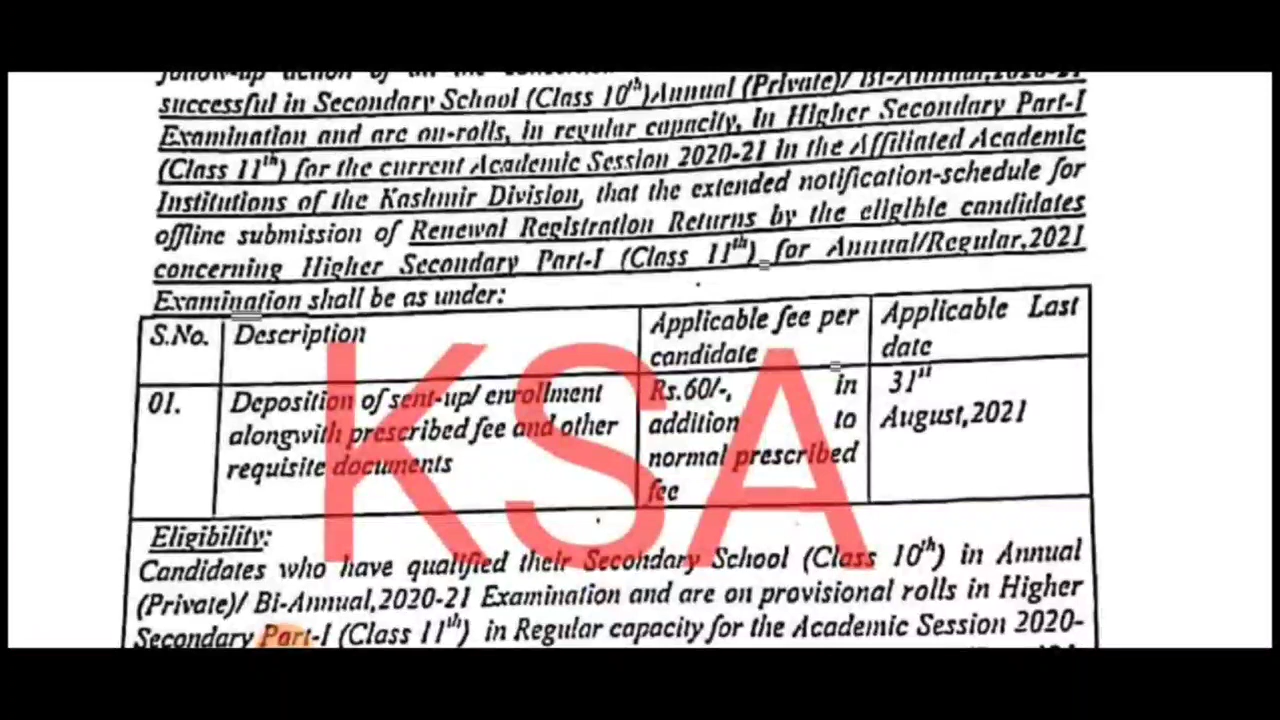 follow-up action of all the
successful in Secondary School (Class 10th)Annual (Private)/ Bi-Annual,2020-21
Examination and are on-rolls, in regular capacity, in Higher Secondary Part-I
(Class 11th) for the current Academic Session 2020-21 in the Affiliated Academic
Institutions of the Kashmir Division, that the extended notification-schedule for
offline submission of Renewal Registration Returns by the eligible candidates
concerning Higher Secondary Part-I (Class 11th) for Annual/Regular,2021
Examination shall be as under:
S.No. Description Applicable fee per candidate Applicable Last date
01. Deposition of sent-up/ enrollment
alongwith prescribed fee and other
requisite documents
Rs.60/-, in
addition to
normal prescribed
fee
31st
August,2021
KSA
Eligibility:
Candidates who have qualified their Secondary School (Class 10th) in Annual
(Private)/ Bi-Annual,2020-21 Examination and are on provisional rolls in Higher
Secondary Part-I (Class 11th) in Regular capacity for the Academic Session 2020-